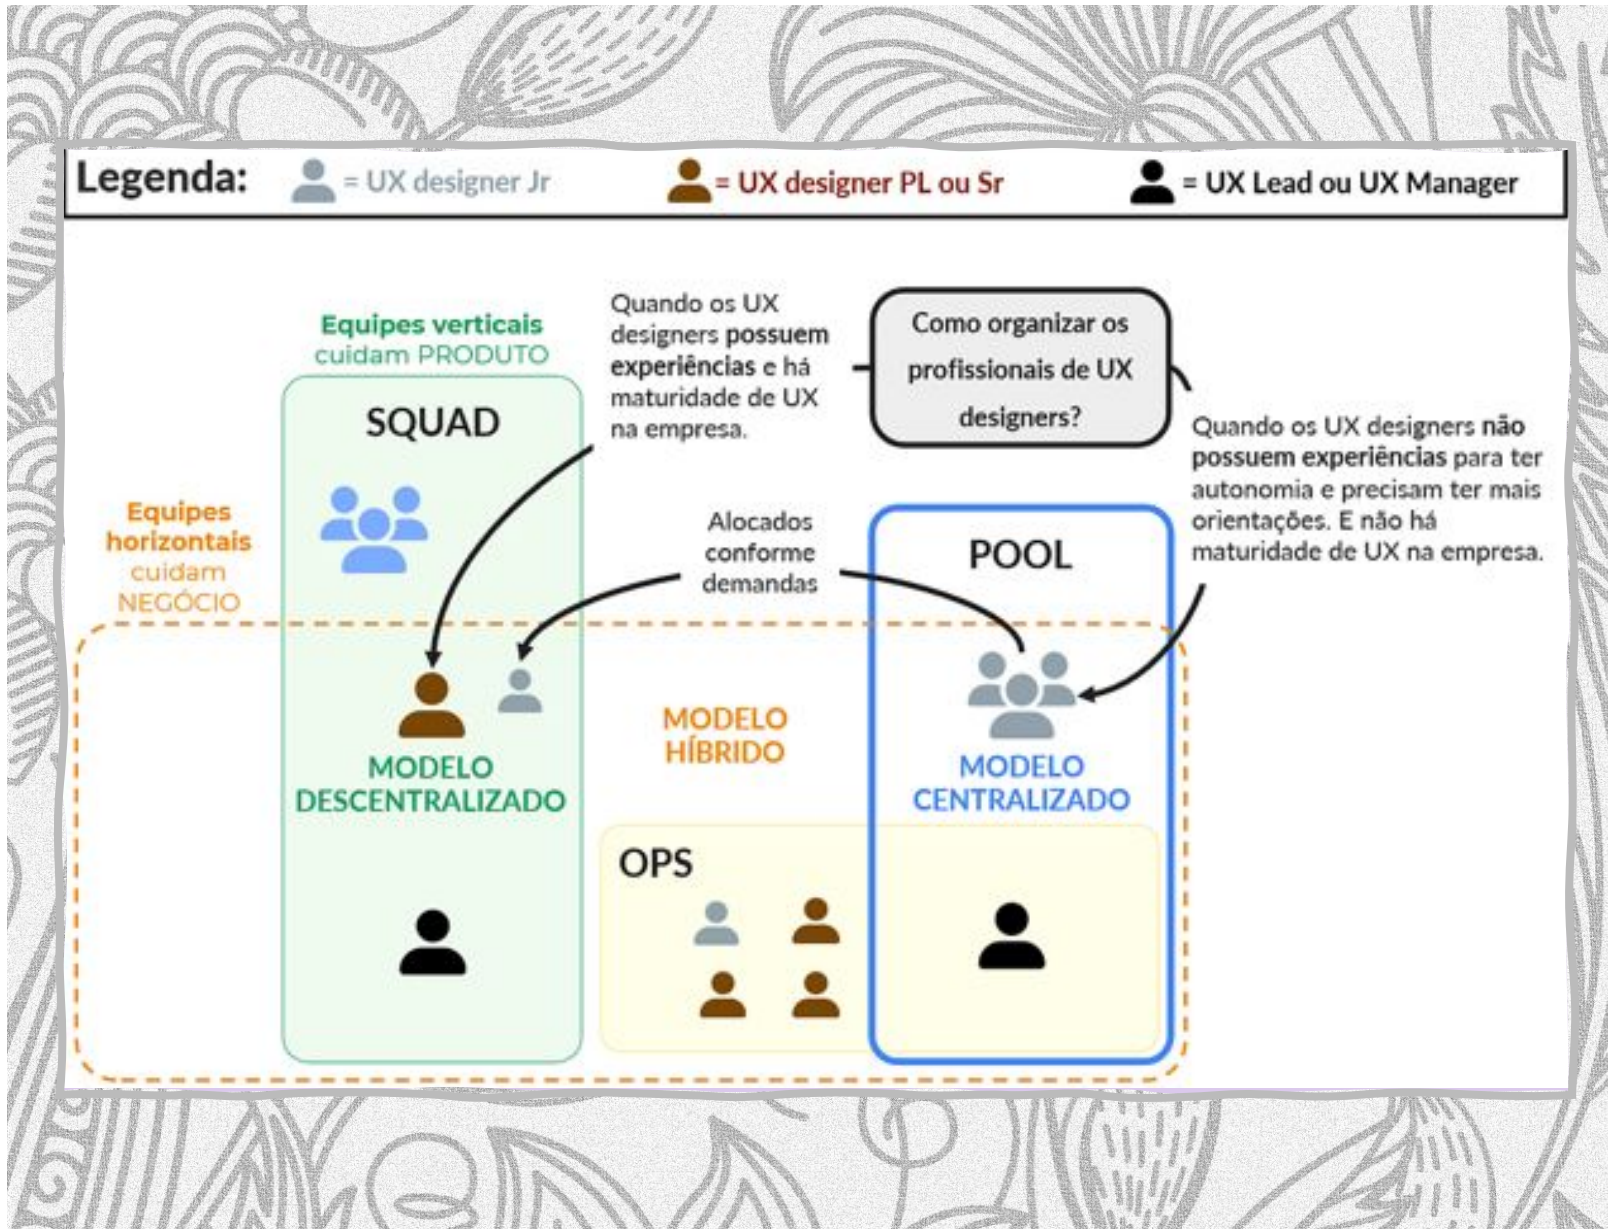 Legenda:
= UX designer Jr
= UX designer PL ou Sr
= UX Lead ou UX Manager
Equipes verticais
cuidam PRODUTO
Quando os UX
designers possuem
experiências e há
maturidade de UX
na empresa.
Como organizar os
profissionais de UX
designers?
Quando os UX designers não
possuem experiências para ter
autonomia e precisam ter mais
orientações. E não há
maturidade de UX na empresa.
SQUAD
Equipes
horizontais
cuidam
NEGÓCIO
Alocados
conforme
demandas
POOL
MODELO
DESCENTRALIZADO
MODELO
HÍBRIDO
MODELO
CENTRALIZADO
OPS